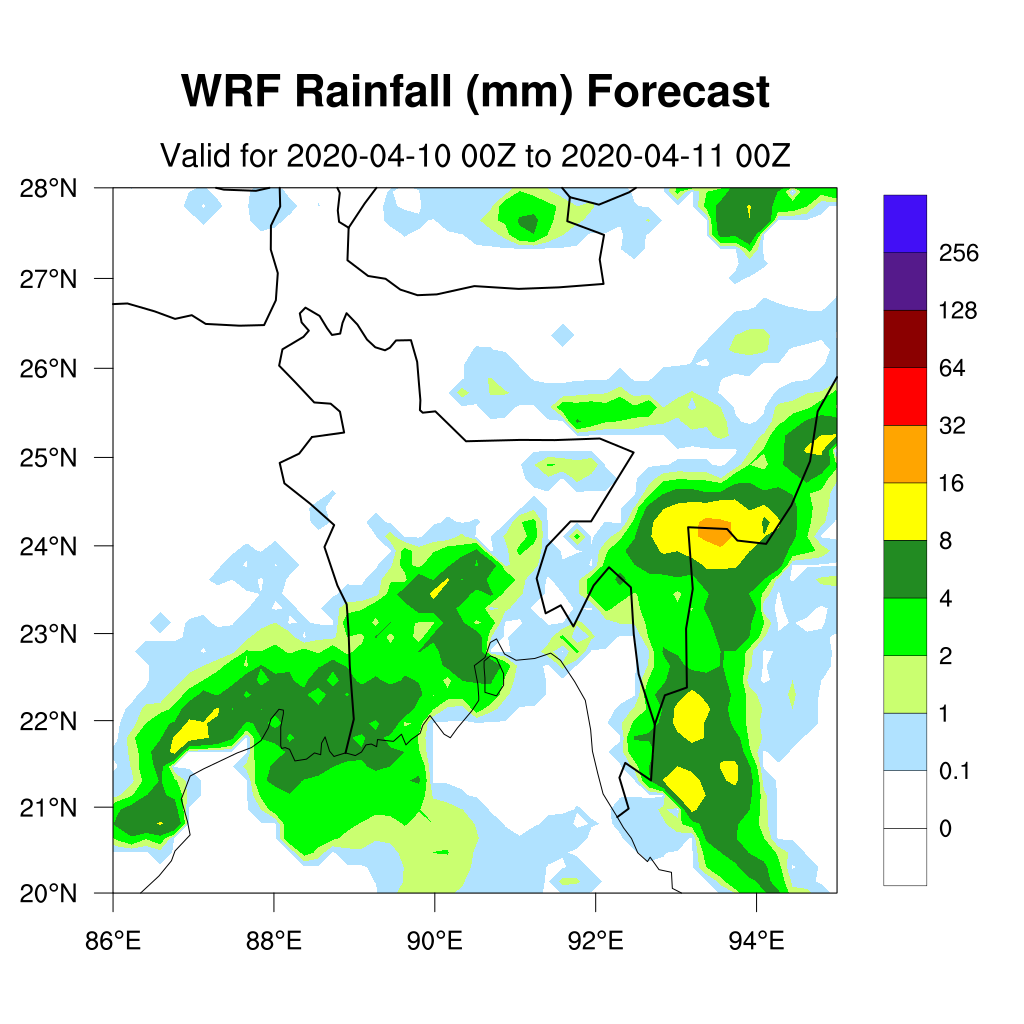 WRF Rainfall (mm) Forecast
Valid for 2020-04-10 00Z to 2020-04-11 00Z
28°N
27°N
26°N
25°N
24°N
23°N
22°N
21°N
20°N
86°E
88°E
90°E
92°E
94°E
256
128
64
32
16
8
4
2
1
0.1
0